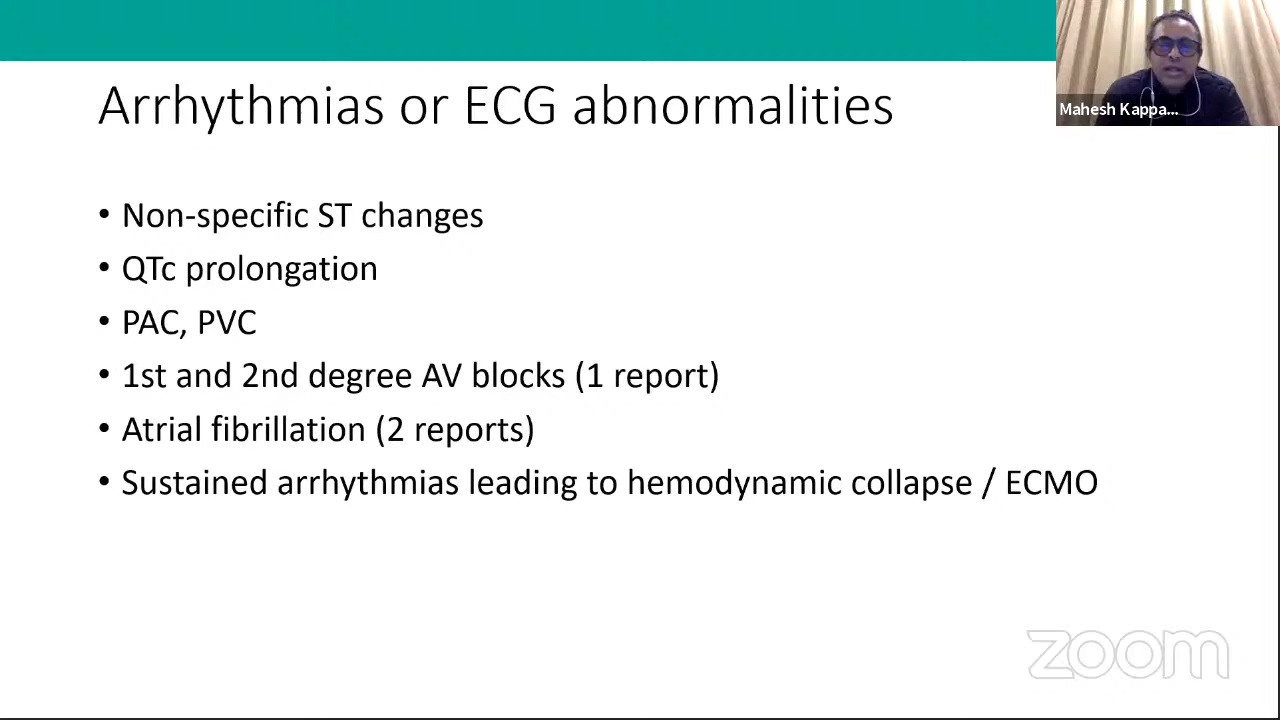 Arrhythmias or ECG abnormalities
Mahesh Kappa...
• Non-specific ST changes
• QTc prolongation
• PAC, PVC
• 1st and 2nd degree AV blocks (1 report)
• Atrial fibrillation (2 reports)
• Sustained arrhythmias leading to hemodynamic collapse / ECMO
zoom